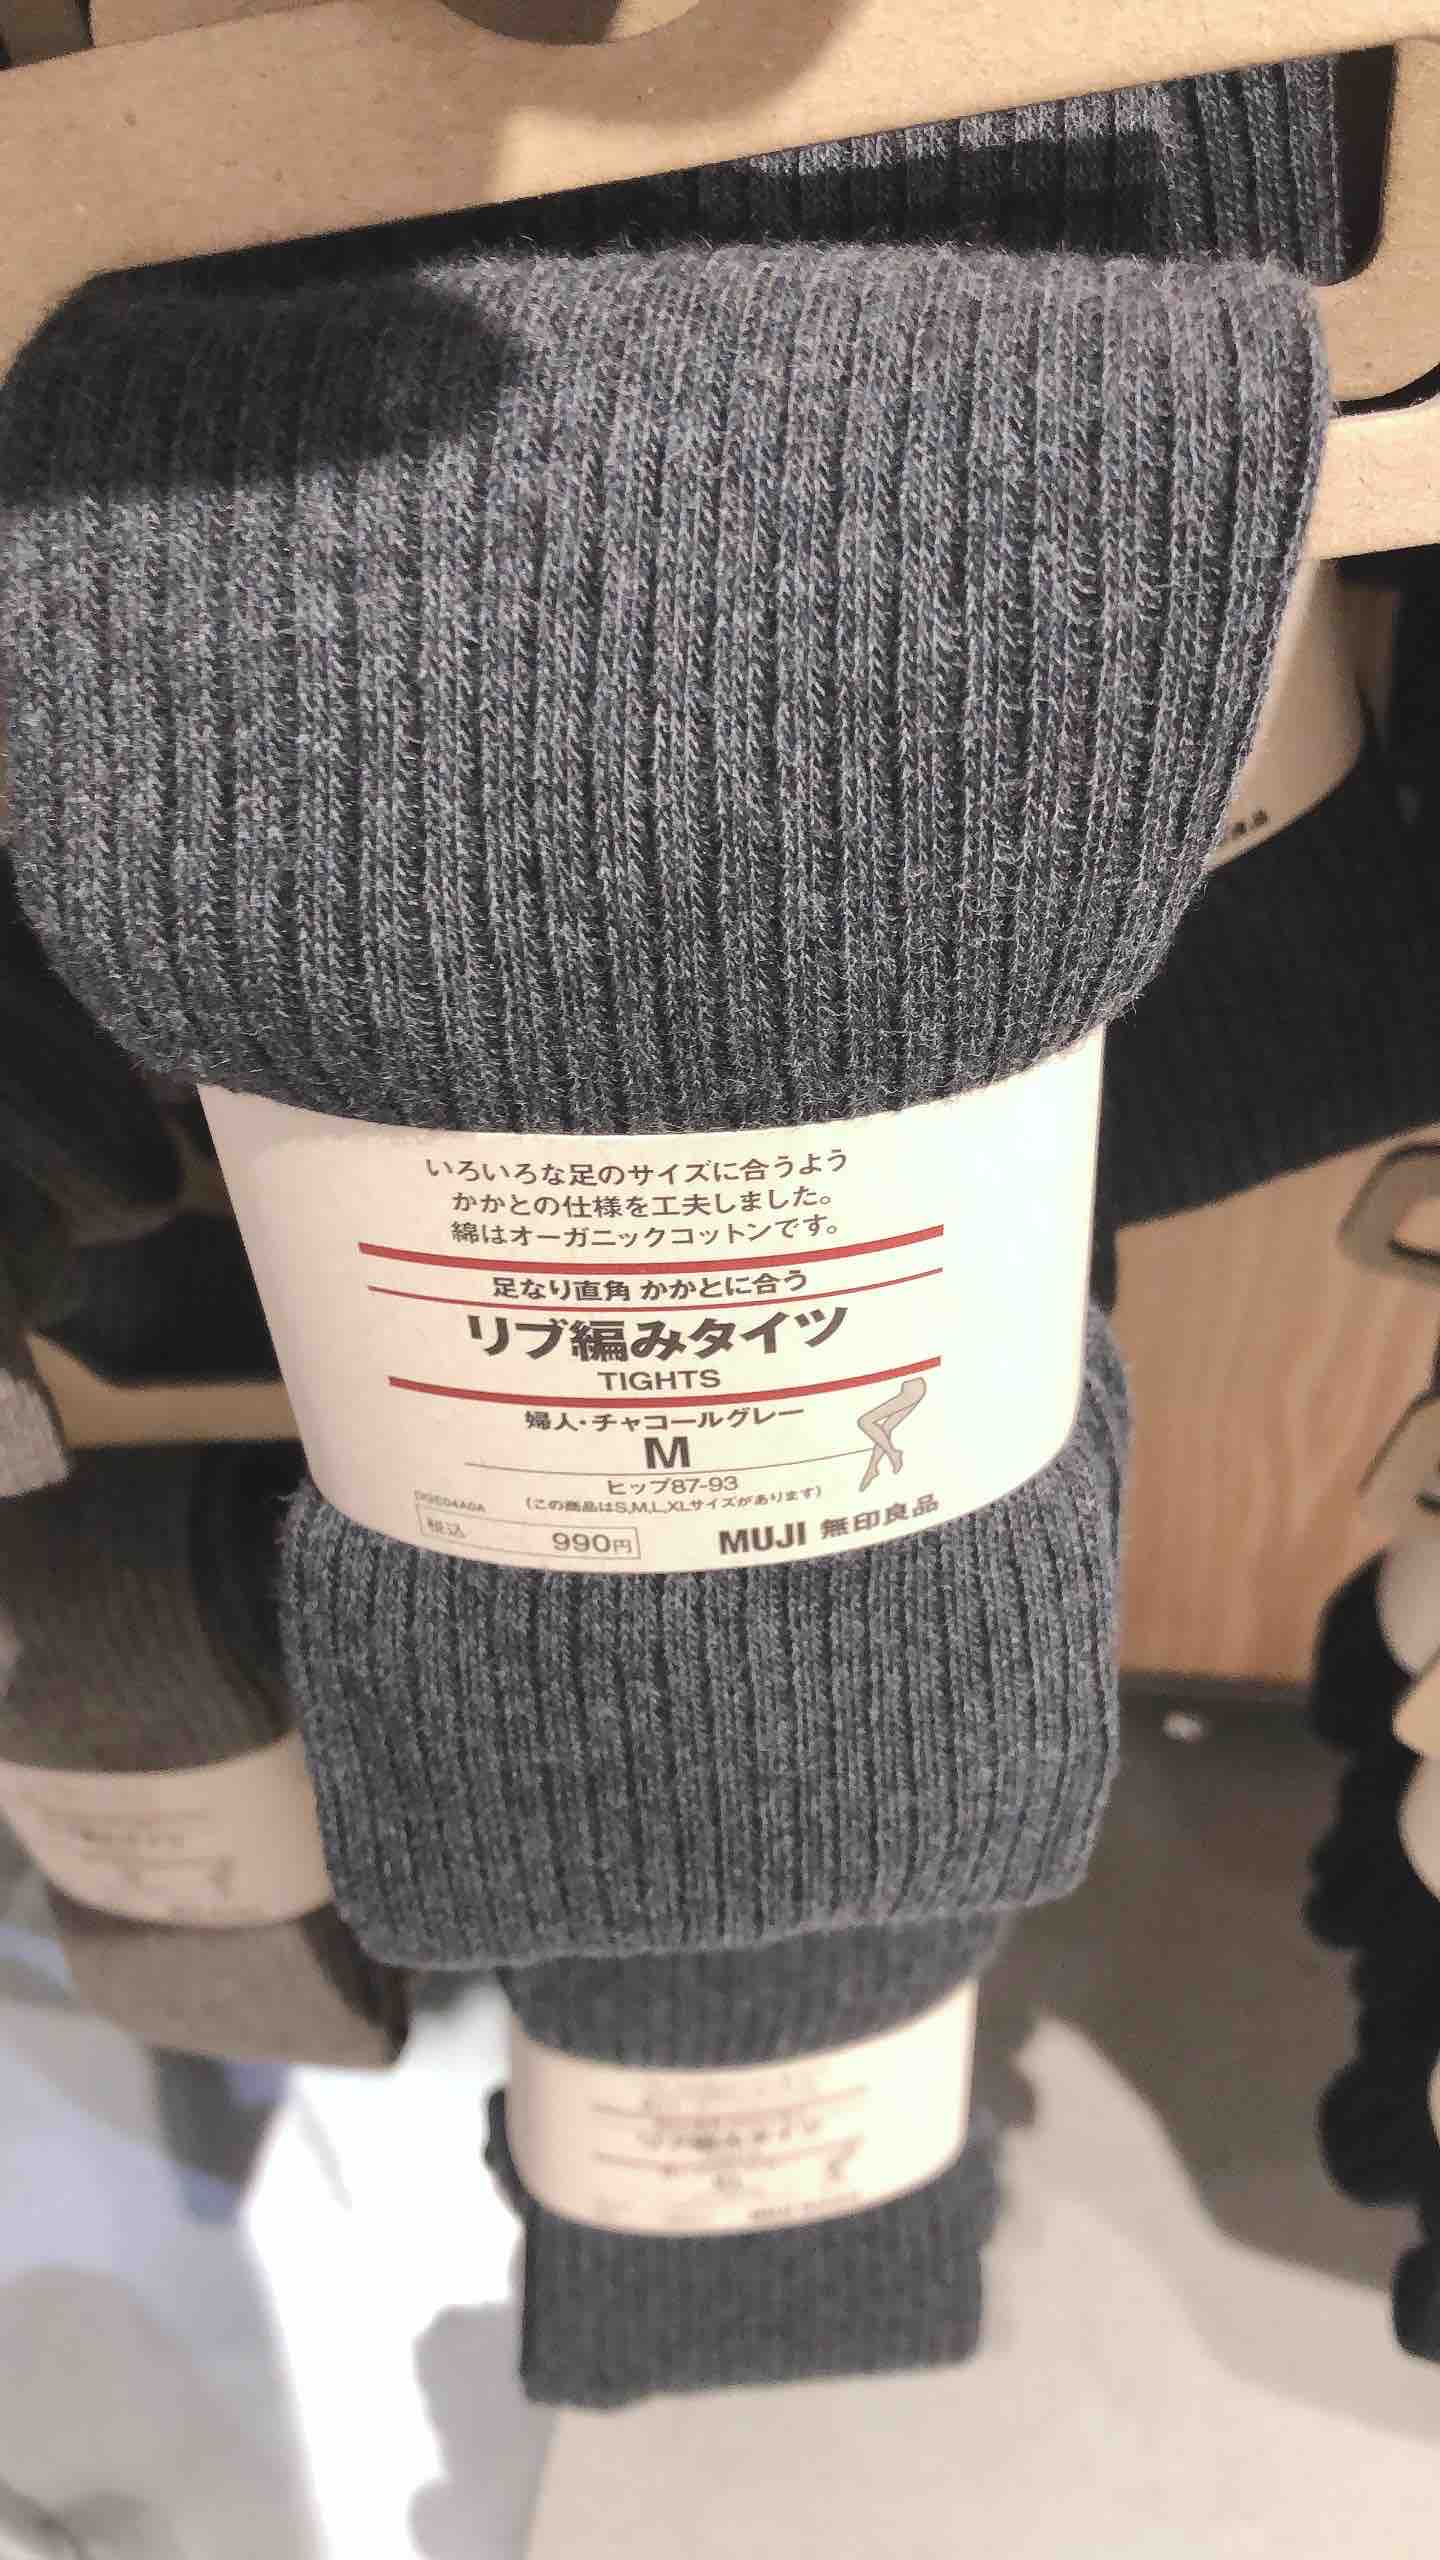 いろいろな足のサイズに合うよう
かかとの仕様を工夫しました。
綿はオーガニックコットンです。
足なり直角 かかとに合う
リブ編みタイツ
TIGHTS
婦人・チャコールグレー
M
ヒップ87-93
(この商品はS,M,L,XLサイズがあります)
税込 990円
MUJI 無印良品